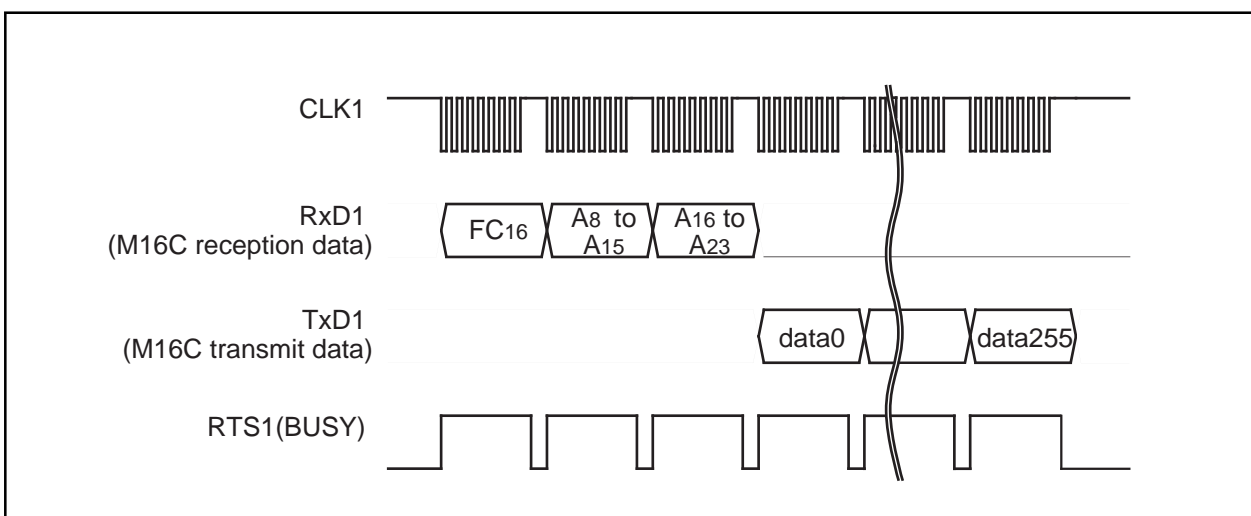 CLK1
RxD1
(M16C reception data)
FC16
A8 to
A15
A16 to
A23
TxD1
(M16C transmit data)
data0
data255
RTS1(BUSY)